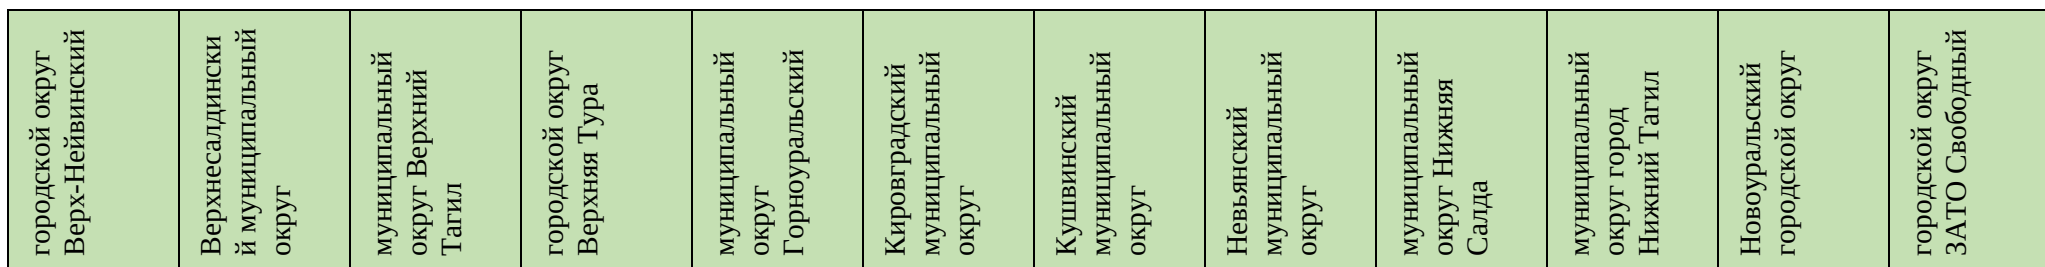 городской округ
Верх-Нейвинский
Верхнесалдински
й муниципальный
округ
муниципальный
округ Верхний
Тагил
городской округ
Верхняя Тура
муниципальный
округ
Горноуральский
Кировградский
муниципальный
округ
Кушвинский
муниципальный
округ
Невьянский
муниципальный
округ
муниципальный
округ Нижняя
Салда
муниципальный
округ город
Нижний Тагил
Новоуральский
городской округ
геродской округ
ЗАТО Свободный